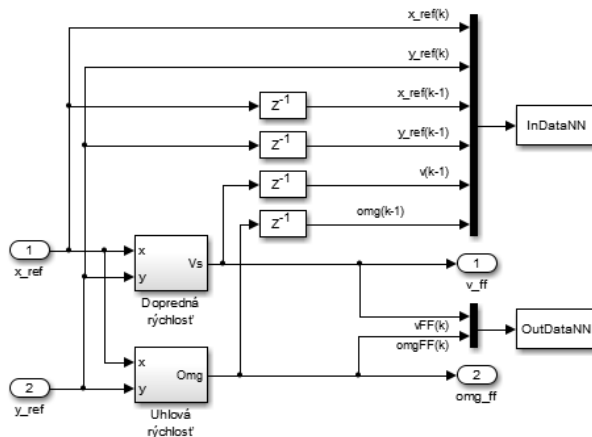 x_ref(k)
y_ref(k)
z-1
x_ref(k-1)
z-1
y_ref(k-1)
InDataNN
z-1
v(k-1)
z-1
omg(k-1)
1
x_ref
x
y
Vs
Dopredná
rýchlosť
1
v_ff
vFF(k)
omgFF(k)
OutDataNN
x
y
Omg
Uhlová
rýchlosť
2
y_ref
2
omg_ff